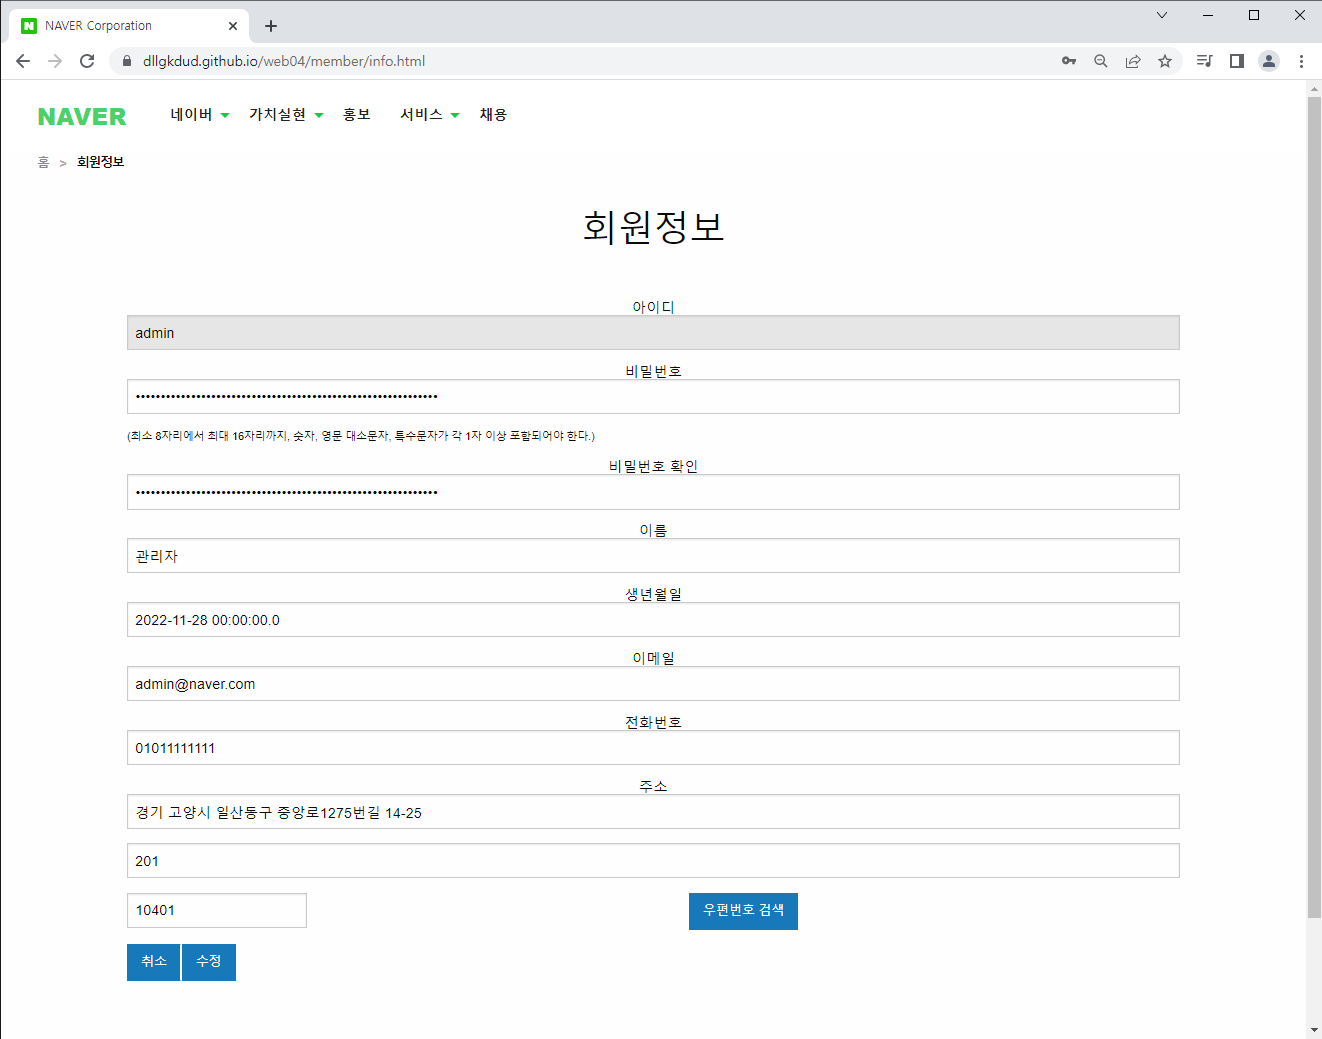 NAVER Corporation
dllgkdud.github.io/web04/member/info.html
NAVER 네이버 가치실현 홍보 서비스 채용
홈 > 회원정보
회원정보
아이디
admin
비밀번호
••••••••••••••••••••••••••••••••••••••••••••••••••••••••••••
(최소 8자리에서 최대 16자리까지, 숫자, 영문 대소문자, 특수문자가 각 1자 이상 포함되어야 한다.)
비밀번호 확인
••••••••••••••••••••••••••••••••••••••••••••••••••••••••••••
이름
관리자
생년월일
2022-11-28 00:00:00.0
이메일
admin@naver.com
전화번호
01011111111
주소
경기 고양시 일산동구 중앙로1275번길 14-25
201
10401 우편번호 검색
취소 수정